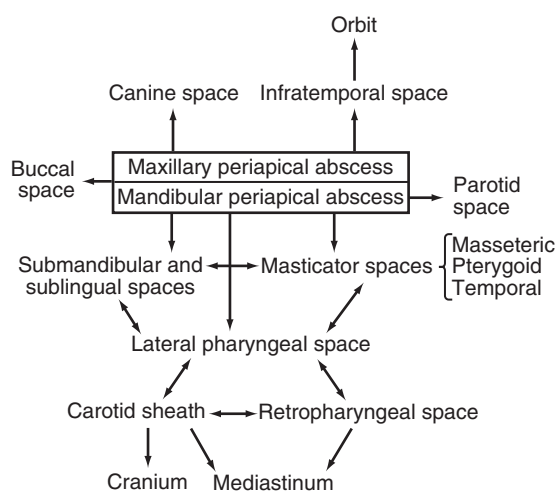 Orbit
Canine space
Infratemporal space
Maxillary periapical abscess
Buccal
space
Mandibular periapical abscess
Parotid
space
Submandibular and
sublingual spaces
Masticator spaces
Masseteric
Pterygoid
Temporal
Lateral pharyngeal space
Carotid sheath
Retropharyngeal space
Cranium
Mediastinum